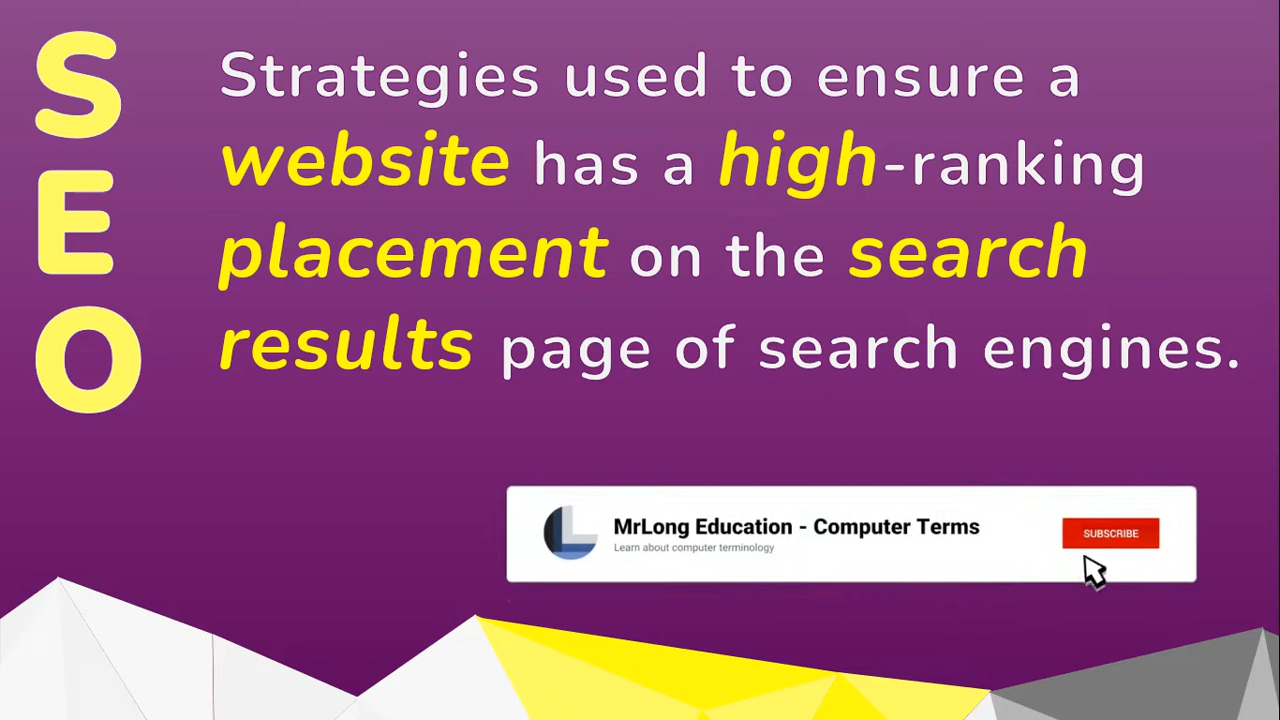 S
E
O
Strategies used to ensure a
website has a high-ranking
placement on the search
results page of search engines.
MrLong Education - Computer Terms
Learn about computer terminology
SUBSCRIBE